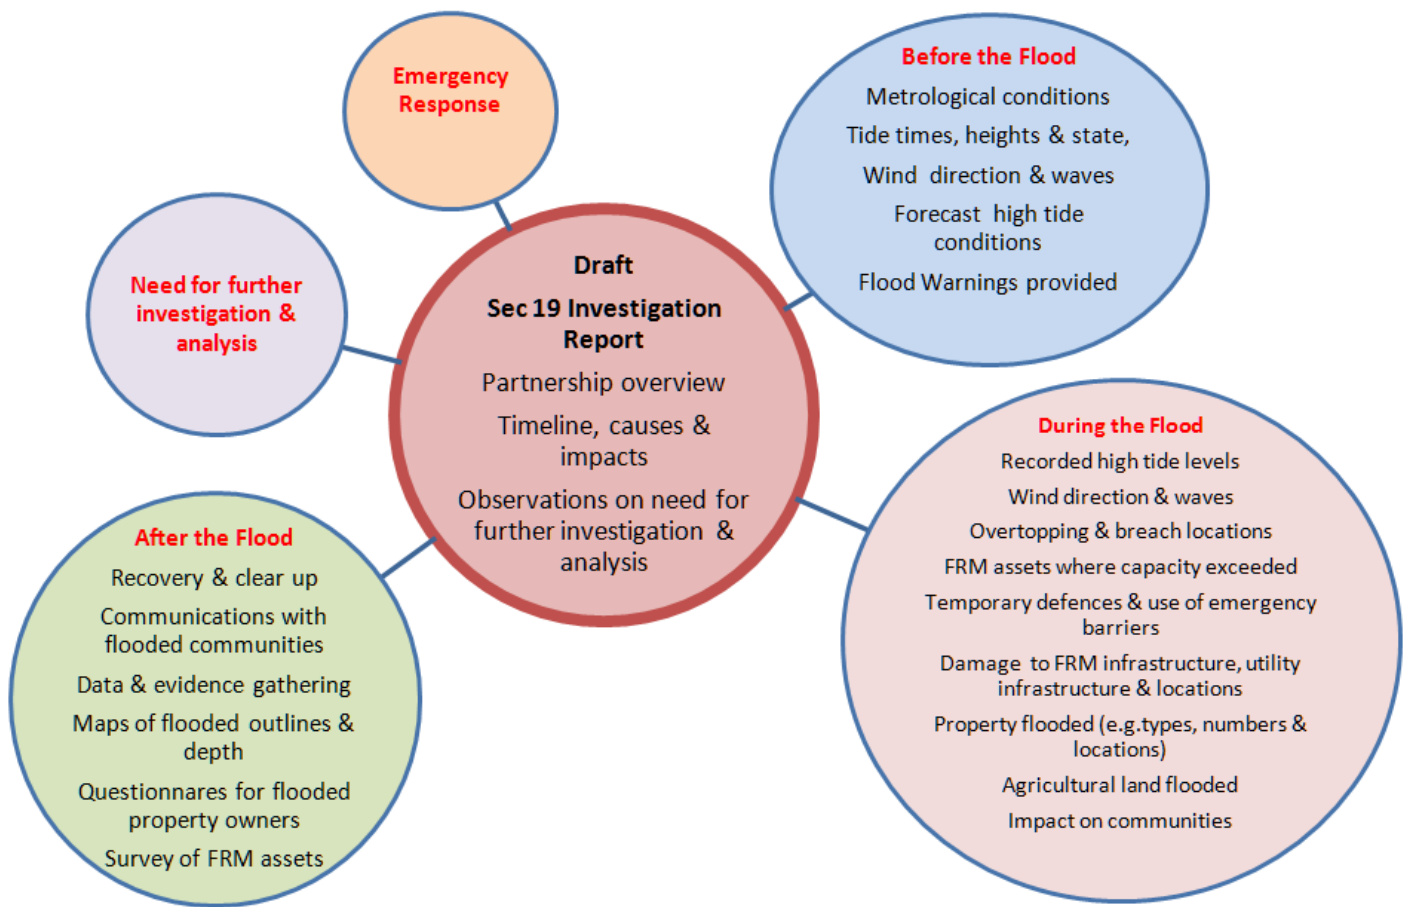 Emergency
Response
Before the Flood
Metrological conditions
Tide times, heights & state,
Wind direction & waves
Forecast high tide
conditions
Flood Warnings provided
Need for further
investigation &
analysis
Draft
Sec 19 Investigation
Report
Partnership overview
Timeline, causes &
impacts
Observations on need for
further investigation &
analysis
During the Flood
Recorded high tide levels
Wind direction & waves
Overtopping & breach locations
FRM assets where capacity exceeded
Temporary defences & use of emergency
barriers
Damage to FRM infrastructure, utility
infrastructure & locations
Property flooded (e.g.types, numbers &
locations)
Agricultural land flooded
Impact on communities
After the Flood
Recovery & clear up
Communications with
flooded communities
Data & evidence gathering
Maps of flooded outlines &
depth
Questionnares for flooded
property owners
Survey of FRM assets